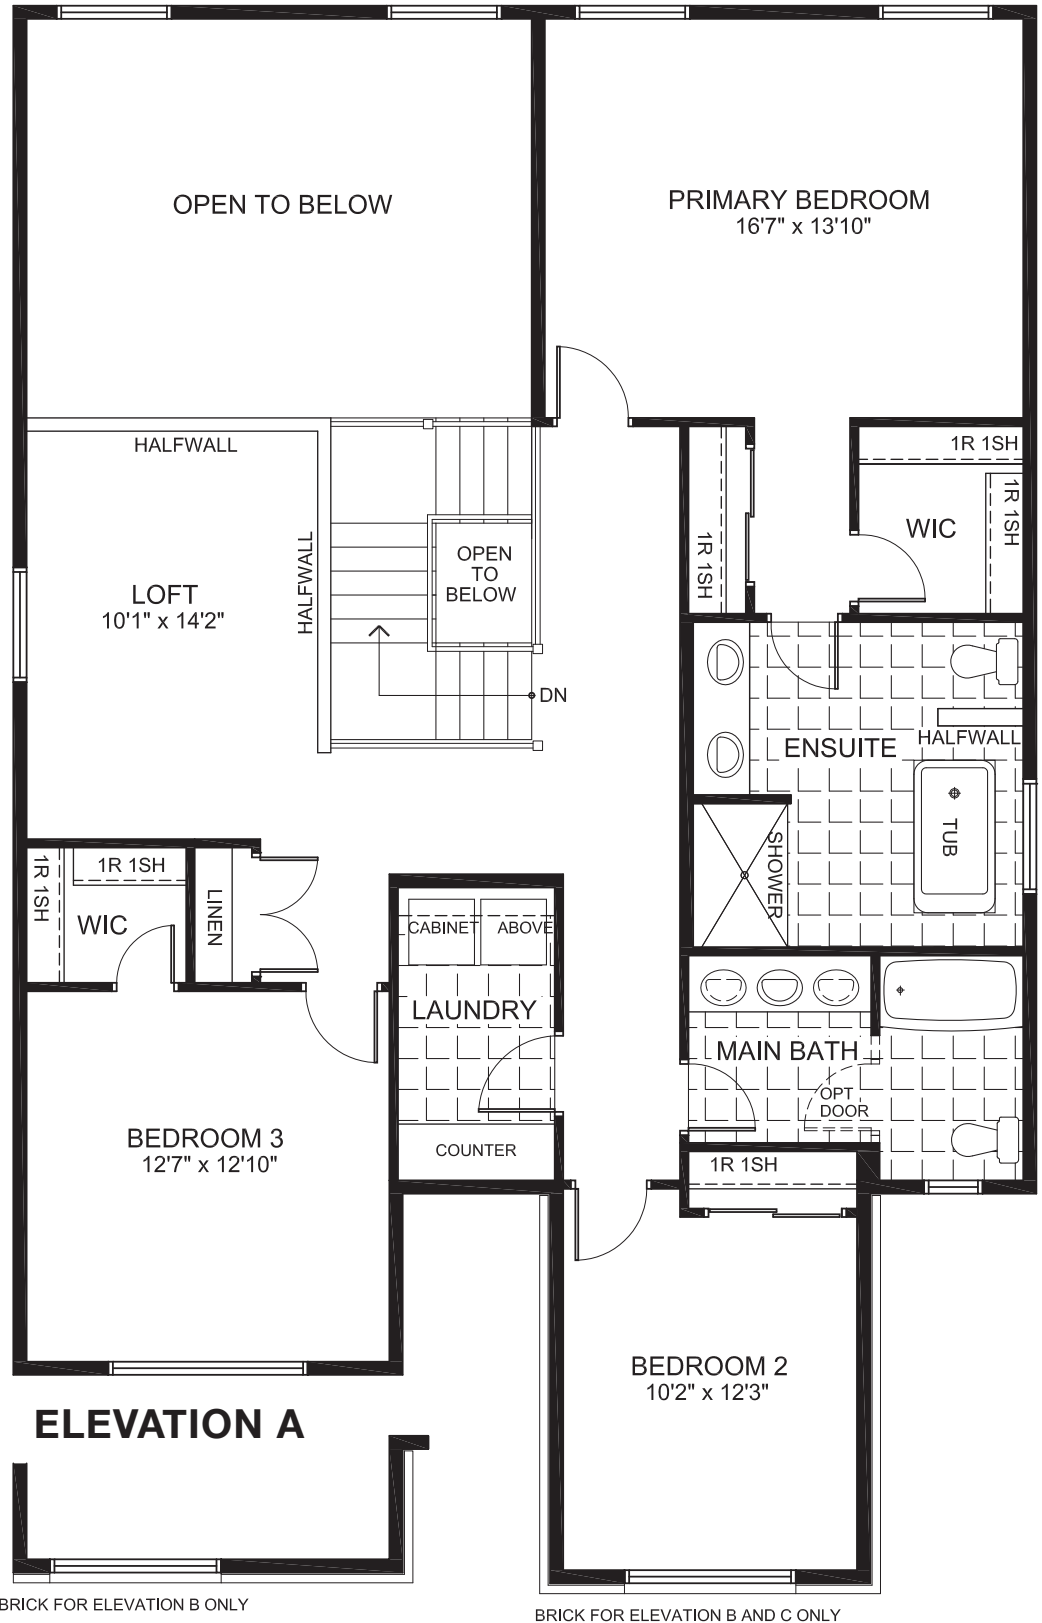 OPEN TO BELOW
PRIMARY BEDROOM
16'7" x 13'10"
HALFWALL
HALFWALL
LOFT
10'1" x 14'2"
OPEN
TO
BELOW
DN
1R 1SH
1R 1SH
1R 1SH
WIC
ENSUITE
HALFWALL
TUB
SHOWER
1R 1SH
1R 1SH
WIC
LINEN
CABINET ABOVE
LAUNDRY
COUNTER
MAIN BATH
OPT
DOOR
1R 1SH
BEDROOM 3
12'7" x 12'10"
BEDROOM 2
10'2" x 12'3"
ELEVATION A
BRICK FOR ELEVATION B ONLY
BRICK FOR ELEVATION B AND C ONLY